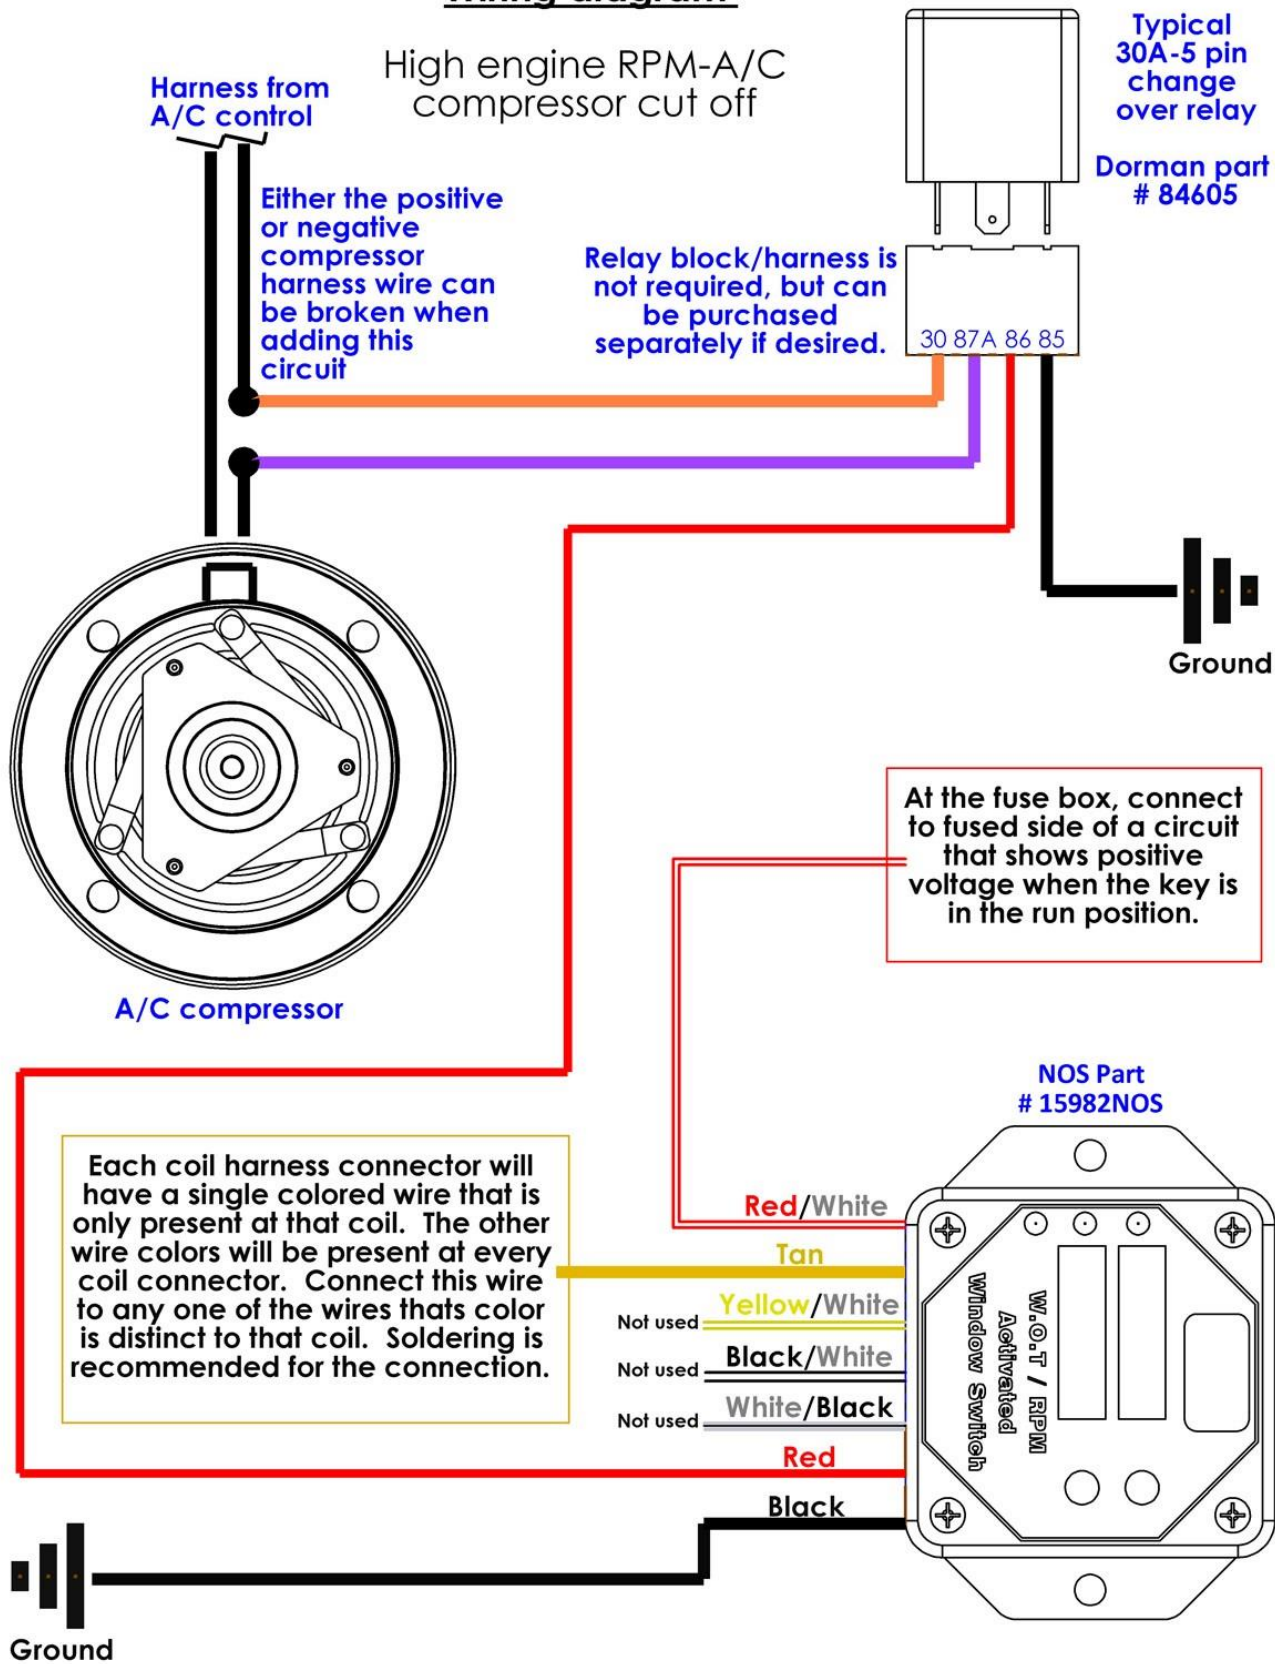 Wiring diagram
High engine RPM-A/C
compressor cut off
Harness from
A/C control
Either the positive
or negative
compressor
harness wire can
be broken when
adding this
circuit
Typical
30A-5 pin
change
over relay
Dorman part
# 84605
Relay block/harness is
not required, but can
be purchased
separately if desired.
30 87A 86 85
Ground
A/C compressor
At the fuse box, connect
to fused side of a circuit
that shows positive
voltage when the key is
in the run position.
NOS Part
# 15982NOS
Each coil harness connector will
have a single colored wire that is
only present at that coil. The other
wire colors will be present at every
coil connector. Connect this wire
to any one of the wires thats color
is distinct to that coil. Soldering is
recommended for the connection.
Red/White
Tan
Yellow/White
Not used
Black/White
Not used
White/Black
Not used
Red
Black
W.O.T / RPM
Activated
Window Switch
Ground